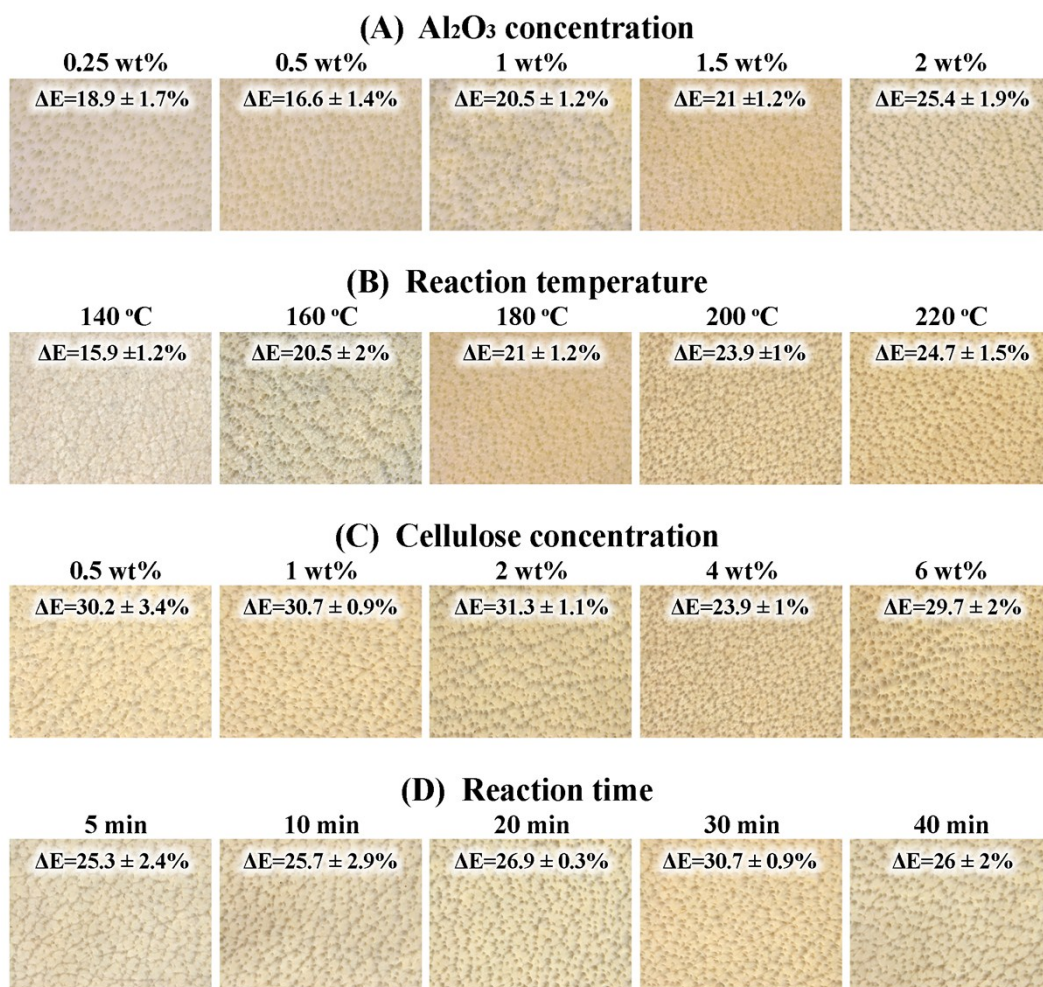 (A) Al₂O₃ concentration
0.25 wt% 0.5 wt% 1 wt% 1.5 wt% 2 wt%
ΔE=18.9 ± 1.7% ΔE=16.6 ± 1.4% ΔE=20.5 ± 1.2% ΔE=21 ±1.2% ΔE=25.4 ± 1.9%
(B) Reaction temperature
140 ºC 160 ºC 180 ºC 200 ºC 220 ºC
ΔE=15.9 ±1.2% ΔE=20.5 ± 2% ΔE=21 ± 1.2% ΔE=23.9 ±1% ΔE=24.7 ± 1.5%
(C) Cellulose concentration
0.5 wt% 1 wt% 2 wt% 4 wt% 6 wt%
ΔE=30.2 ± 3.4% ΔE=30.7 ± 0.9% ΔE=31.3 ± 1.1% ΔE=23.9 ± 1% ΔE=29.7 ± 2%
(D) Reaction time
5 min 10 min 20 min 30 min 40 min
ΔE=25.3 ± 2.4% ΔE=25.7 ± 2.9% ΔE=26.9 ± 0.3% ΔE=30.7 ± 0.9% ΔE=26 ± 2%